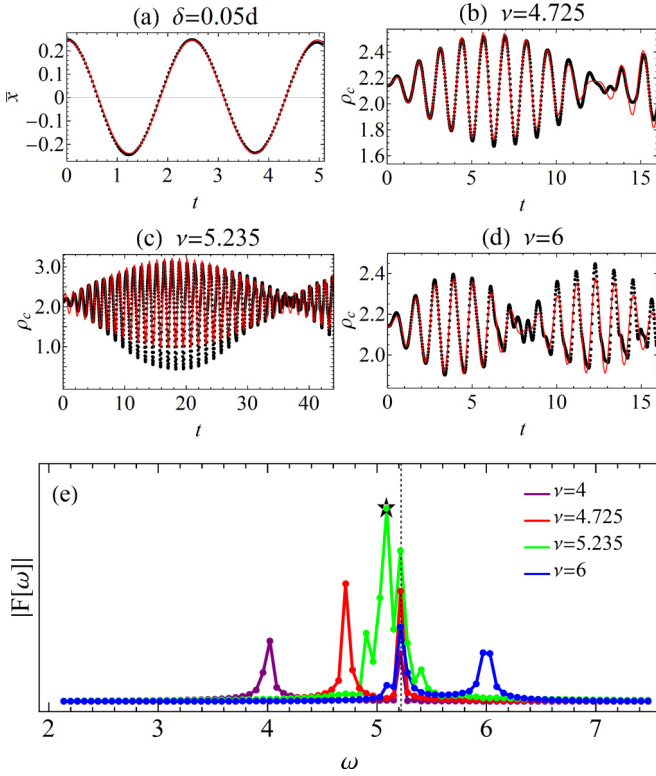 (a) δ=0.05d
(b) ν=4.725
0.2
0.1
0
−0.1
−0.2
x̅
0 1 2 3 4 5
t
2.4
2.2
2.0
1.8
1.6
ρc
0 5 10 15
t
(c) ν=5.235
(d) ν=6
3.0
2.0
1.0
ρc
0 10 20 30 40
t
2.4
2.2
2.0
ρc
0 5 10 15
t
(e)
ν=4
ν=4.725
ν=5.235
ν=6
|F[ω]|
2 3 4 5 6 7
ω